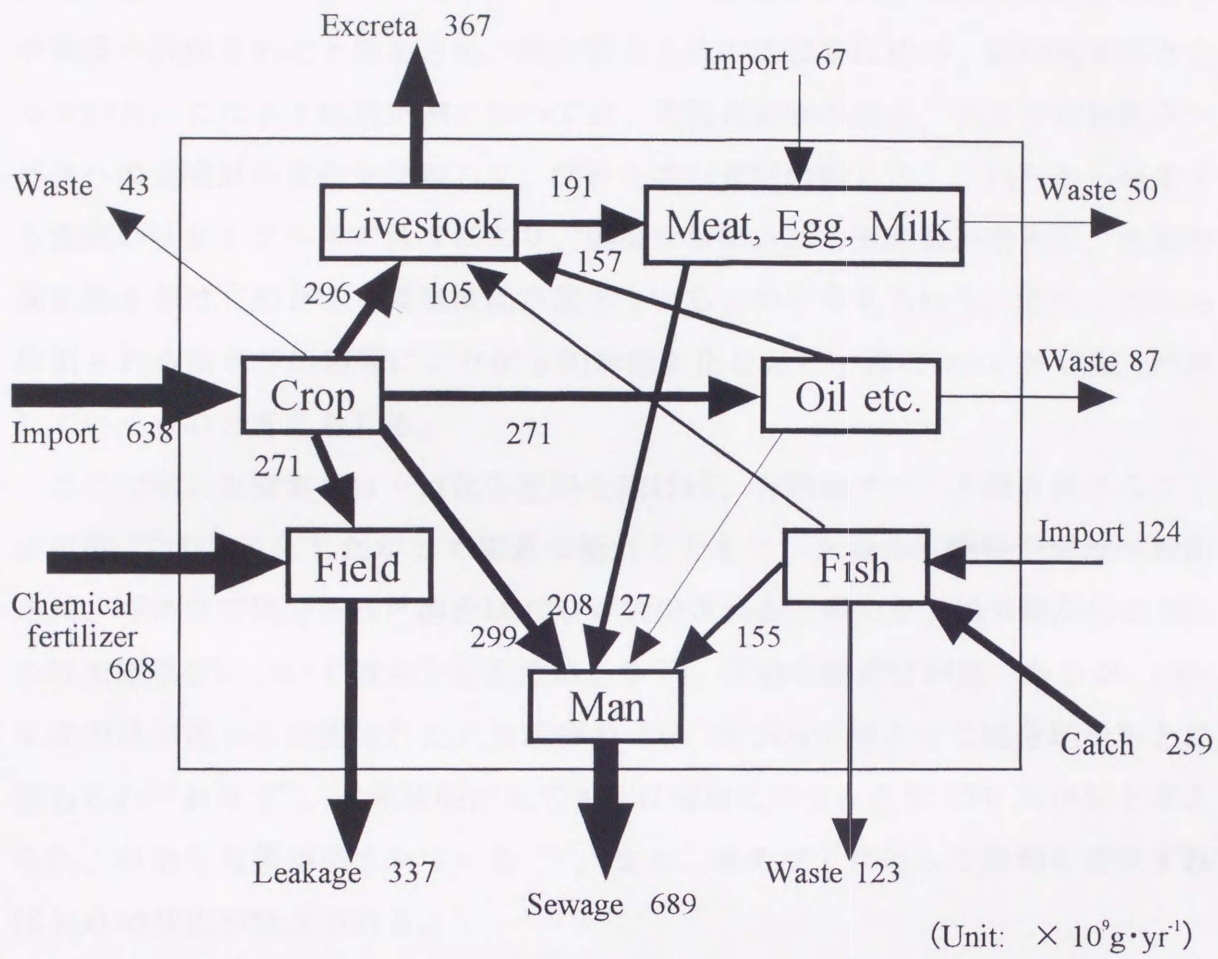 Excreta 367
Import 67
Waste 43
Livestock
191
Meat, Egg, Milk
Waste 50
157
296
105
Crop
Oil etc.
Waste 87
Import 638
271
271
Field
Fish
Import 124
Chemical
fertilizer
608
299
208
27
155
Man
Catch 259
Leakage 337
Waste 123
Sewage 689
(Unit: × 10⁹g·yr⁻¹)